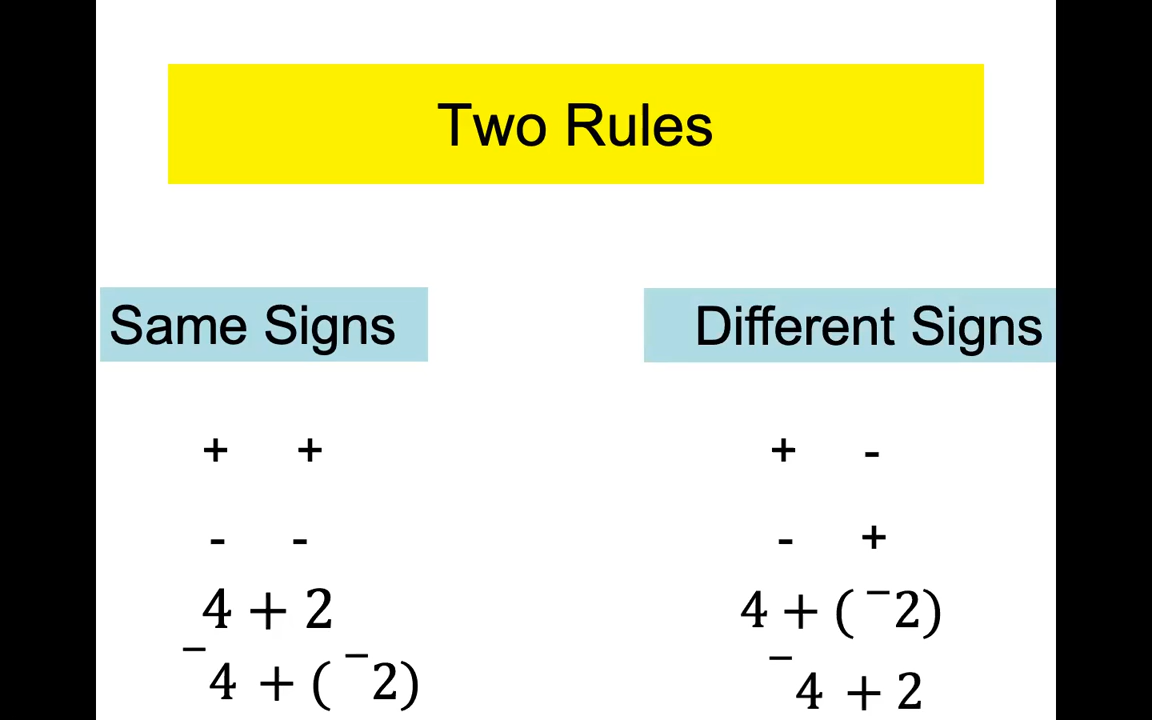 Two Rules
Same Signs
+ +
- -
4 + 2
⁻4 + ( ⁻2)
Different Signs
+ -
- +
4 + ( ⁻2)
⁻4 + 2